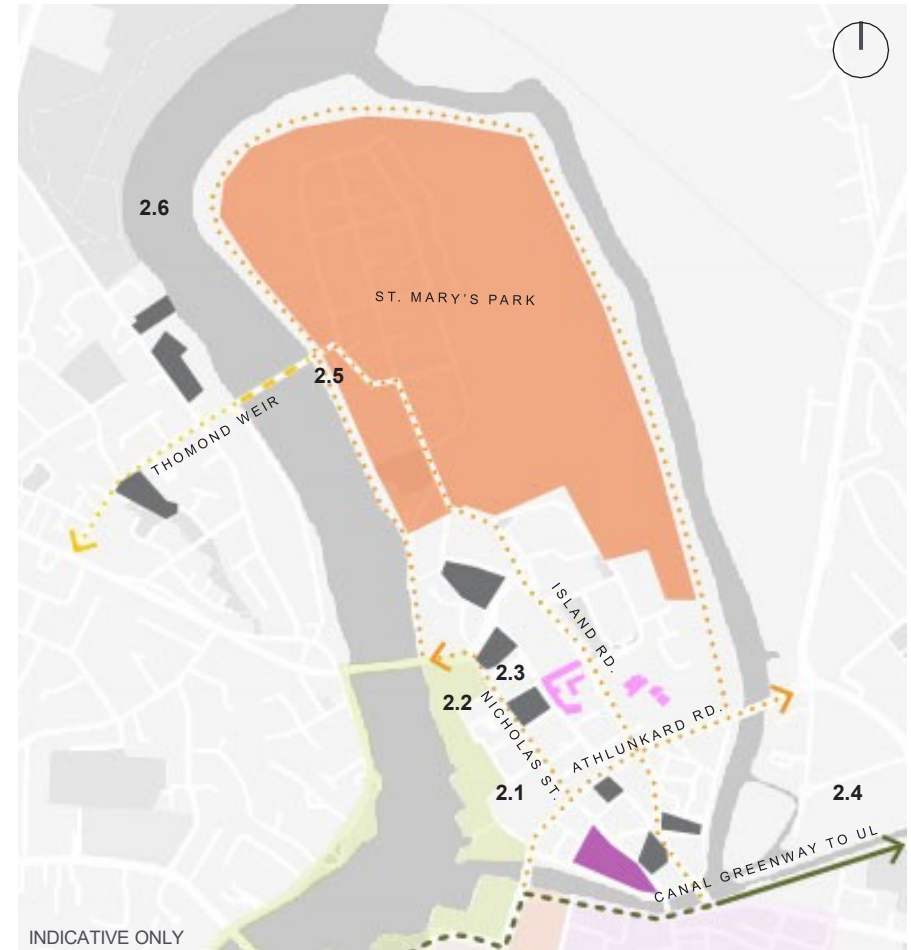 2.6
ST. MARY'S PARK
2.5
THOMOND WEIR
ISLAND RD.
2.3
2.2
NICHOLAS ST.
ATHLUNKARD RD.
2.1
2.4
CANAL GREENWAY TO UL
INDICATIVE ONLY